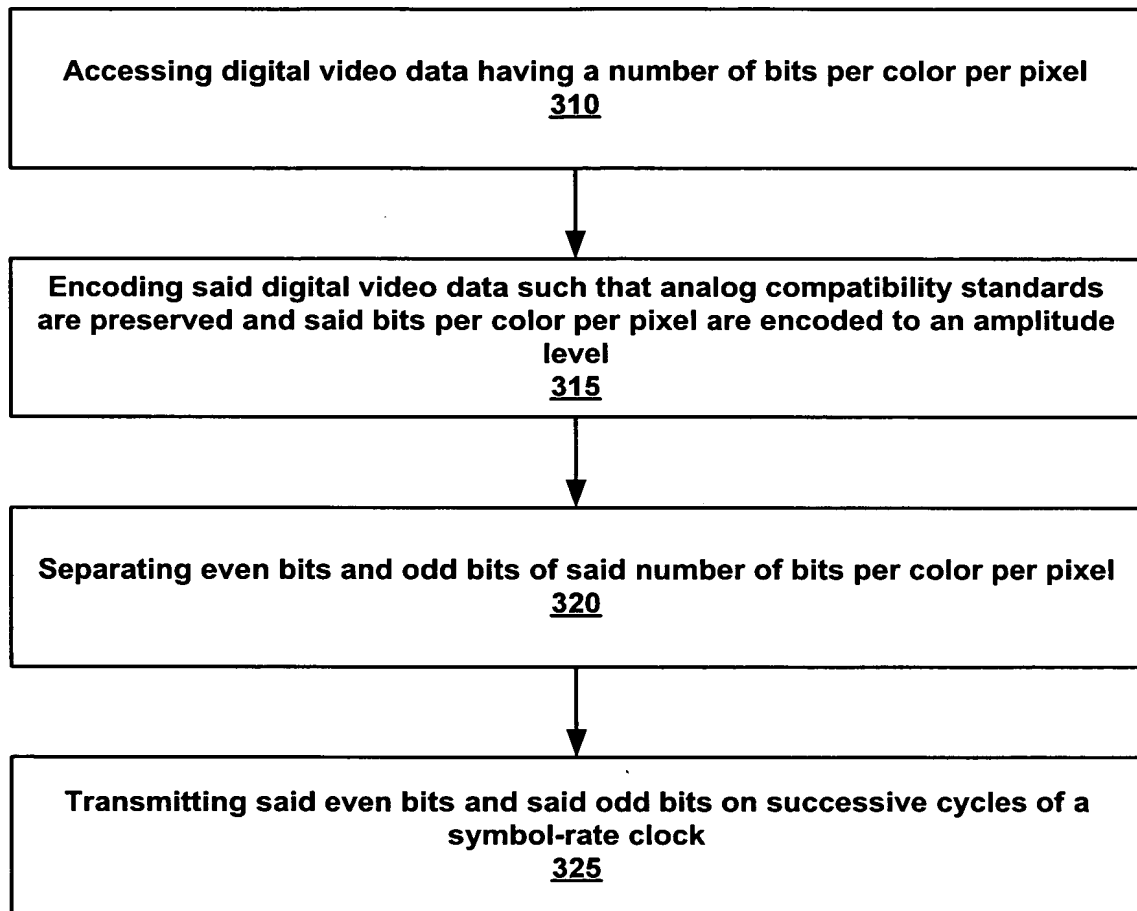 Accessing digital video data having a number of bits per color per pixel
310
Encoding said digital video data such that analog compatibility standards
are preserved and said bits per color per pixel are encoded to an amplitude
level
315
Separating even bits and odd bits of said number of bits per color per pixel
320
Transmitting said even bits and said odd bits on successive cycles of a
symbol-rate clock
325